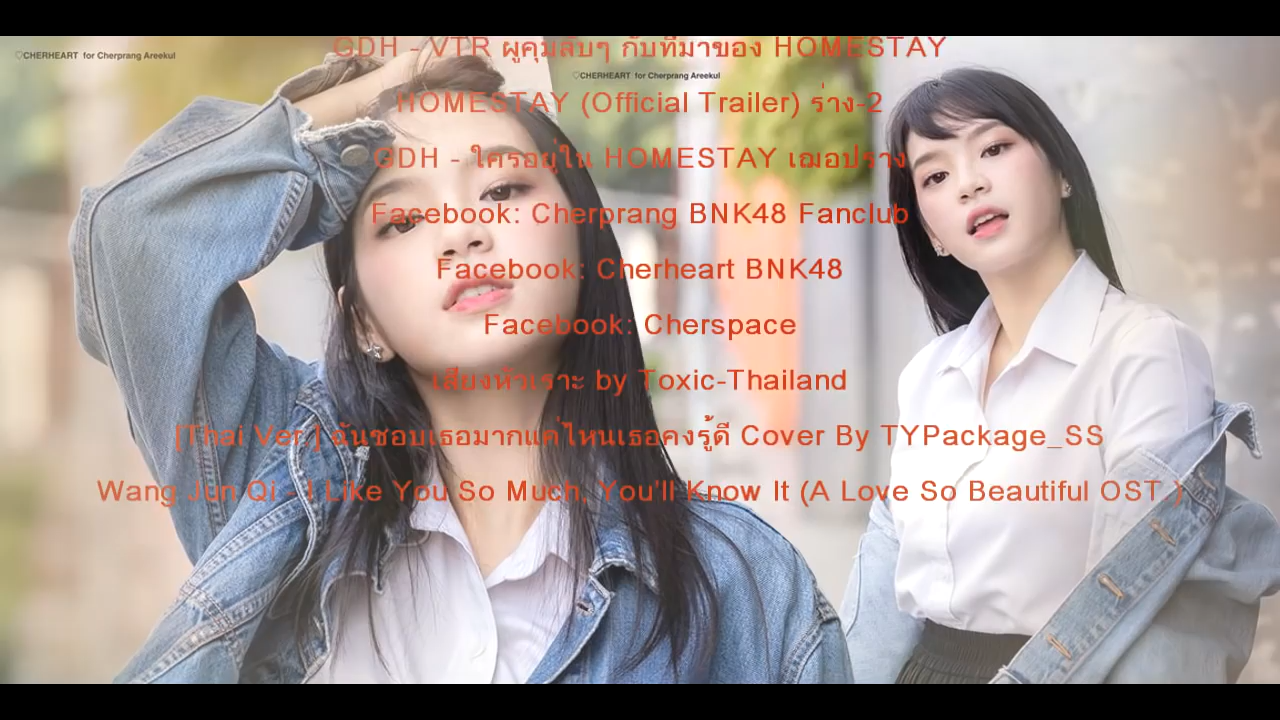 ♡CHERHEART for Cherprang Areekul
♡CHERHEART for Cherprang Areekul
GDH - VTR ผู้คุมลับๆ กับที่มาของ HOMESTAY
HOMESTAY (Official Trailer) ร่าง-2
GDH - ใครอยู่ใน HOMESTAY เฌอปราง
Facebook: Cherprang BNK48 Fanclub
Facebook: Cherheart BNK48
Facebook: Cherspace
เสียงหัวเราะ by Toxic-Thailand
[Thai Ver.] ฉันชอบเธอมากแค่ไหนเธอคงรู้ดี Cover By TYPackage_SS
Wang Jun Qi - I Like You So Much, You'll Know It (A Love So Beautiful OST.)